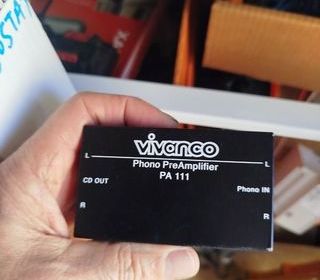 vivanco
L L
Phono PreAmplifier
PA 111
CD OUT
Phono IN
R
R